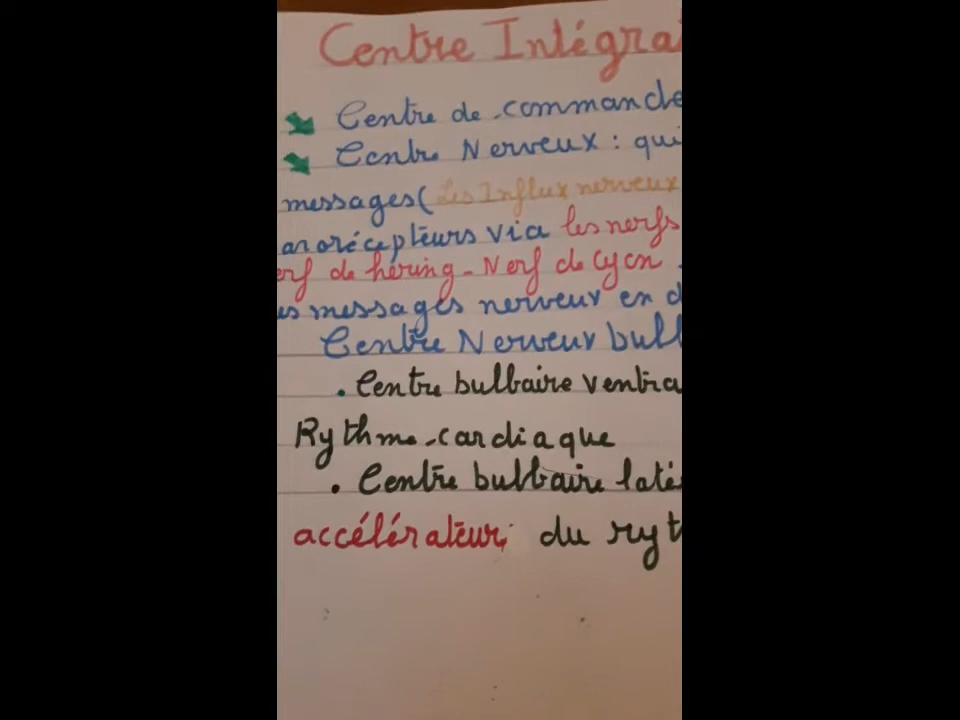 Centre Intégra
Centre de commande
Centre Nerveux : qui
messages( Les Influx nerveux
arorécepteurs via les nerfs
erf de héring - Nerf de Cyon
es messages nerveux en d
Centre Nerveux bulb
. Centre bulbaire ventra
Rythme cardiaque
. Centre bulbaire laté
accélérateur, du ryt